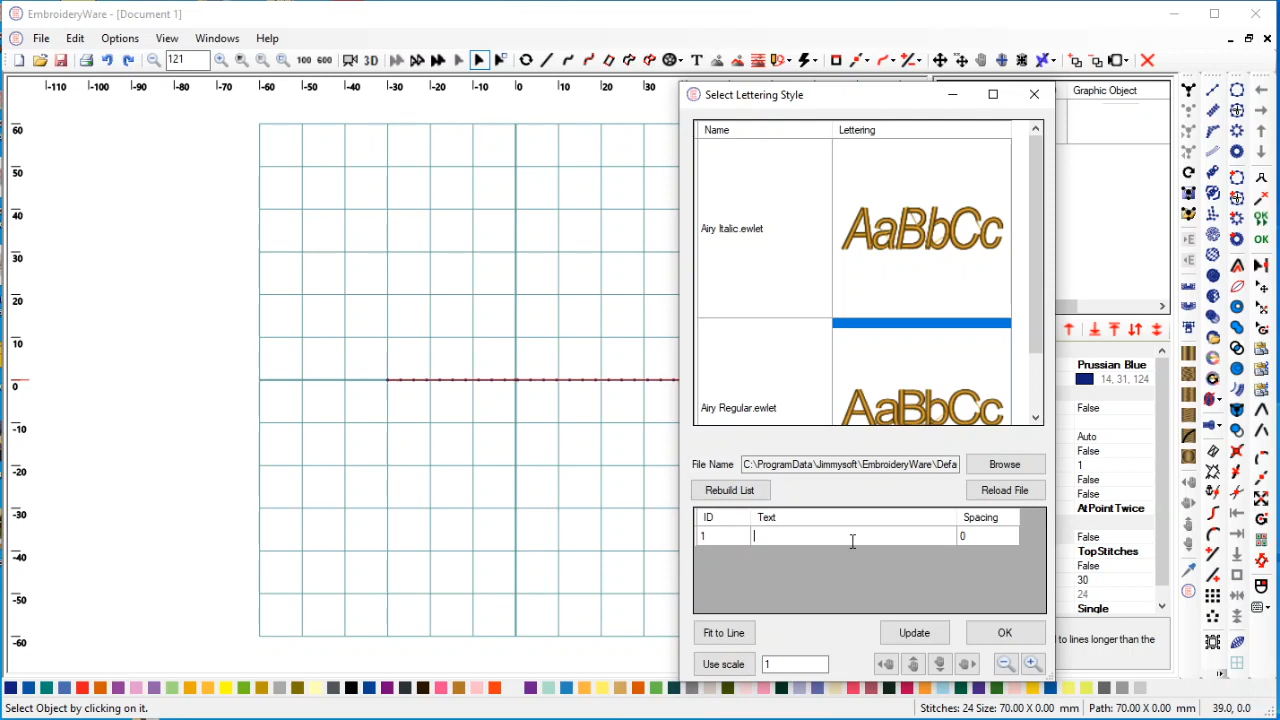 EmbroideryWare - [Document 1]
File Edit Options View Windows Help
121 3D 100 600 T
-110 -100 -90 -80 -70 -60 -50 -40 -30 -20 -10 0 10 20 30
60
50
40
30
20
10
0
-10
-20
-30
-40
-50
-60
Select Lettering Style
Name Lettering
Airy Italic.ewlet AaBbCc
Airy Regular.ewlet AaBbCc
File Name C:\ProgramData\Jimmysoft\EmbroideryWare\Defa Browse
Rebuild List Reload File
ID Text Spacing
1 0
Fit to Line Update OK
Use scale 1
Graphic Object
Prussian Blue
14, 31, 124
False
Auto
False
1
False
False
AtPointTwice
False
TopStitches
False
30
24
Single
to lines longer than the
E
E
OK
OK
Select Object by clicking on it. Stitches: 24 Size: 70.00 X 0.00 mm Path: 70.00 X 0.00 mm 39.0, 0.0